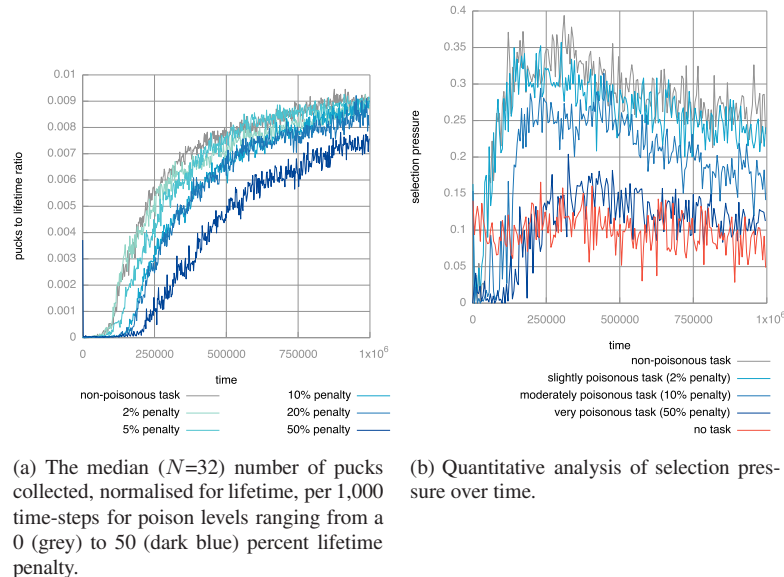 0.01
0.009
0.008
0.007
0.006
0.005
0.004
0.003
0.002
0.001
0
pucks to lifetime ratio
0 250000 500000 750000 1x10^6
time
non-poisonous task
2% penalty
5% penalty
10% penalty
20% penalty
50% penalty
(a) The median (N=32) number of pucks
collected, normalised for lifetime, per 1,000
time-steps for poison levels ranging from a
0 (grey) to 50 (dark blue) percent lifetime
penalty.
0.4
0.35
0.3
0.25
0.2
0.15
0.1
0.05
0
selection pressure
0 250000 500000 750000 1x10^6
time
non-poisonous task
slightly poisonous task (2% penalty)
moderately poisonous task (10% penalty)
very poisonous task (50% penalty)
no task
(b) Quantitative analysis of selection pres-
sure over time.